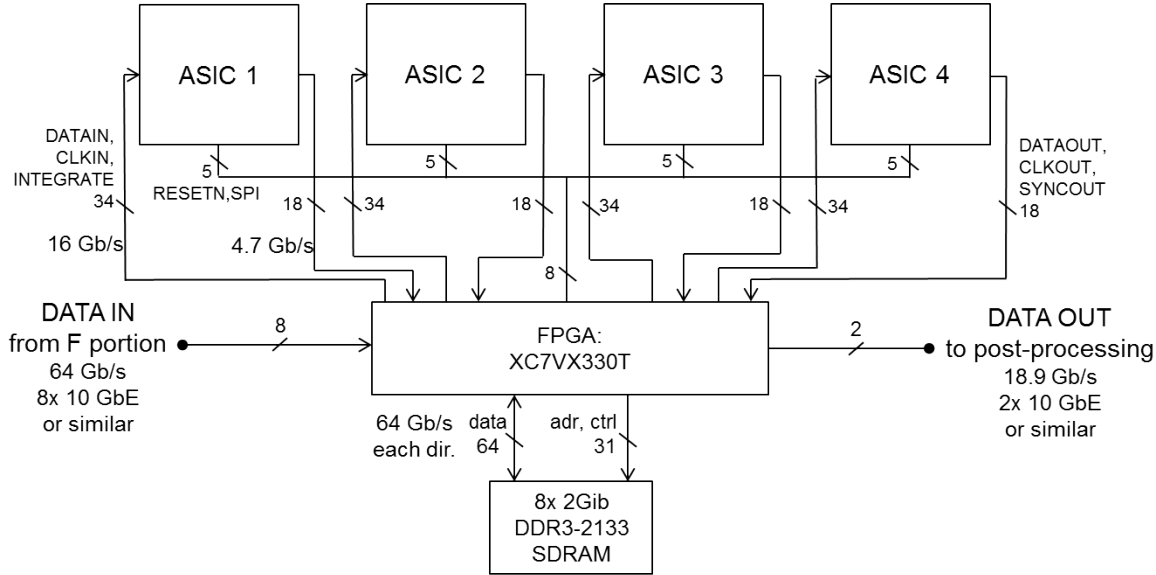 ASIC 1
ASIC 2
ASIC 3
ASIC 4
DATAIN,
CLKIN,
INTEGRATE
34
16 Gb/s
5
RESETN,SPI
18
4.7 Gb/s
34
5
18
34
5
18
34
5
DATAOUT,
CLKOUT,
SYNCOUT
18
8
DATA IN
from F portion
64 Gb/s
8x 10 GbE
or similar
8
FPGA:
XC7VX330T
2
DATA OUT
to post-processing
18.9 Gb/s
2x 10 GbE
or similar
64 Gb/s
each dir.
data
64
adr, ctrl
31
8x 2Gib
DDR3-2133
SDRAM